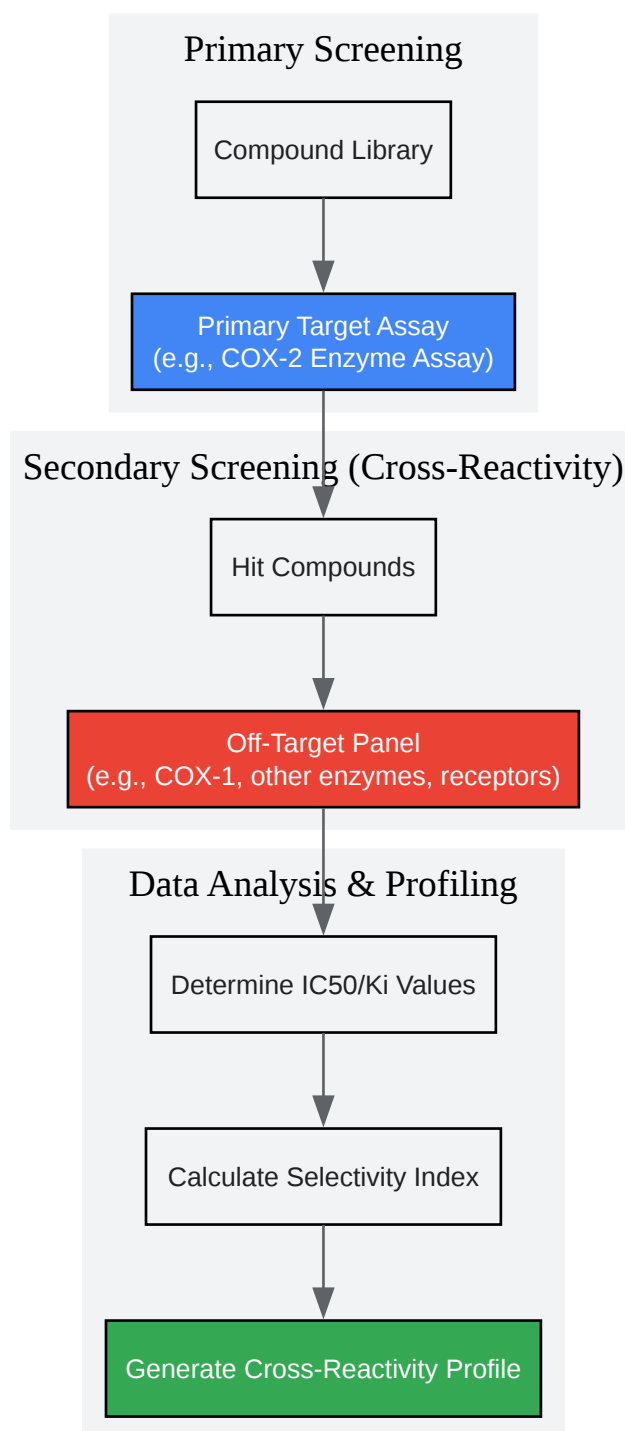 Primary Screening
Compound Library
Primary Target Assay
(e.g., COX-2 Enzyme Assay)
Secondary Screening (Cross-Reactivity)
Hit Compounds
Off-Target Panel
(e.g., COX-1, other enzymes, receptors)
Data Analysis & Profiling
Determine IC50/Ki Values
Calculate Selectivity Index
Generate Cross-Reactivity Profile